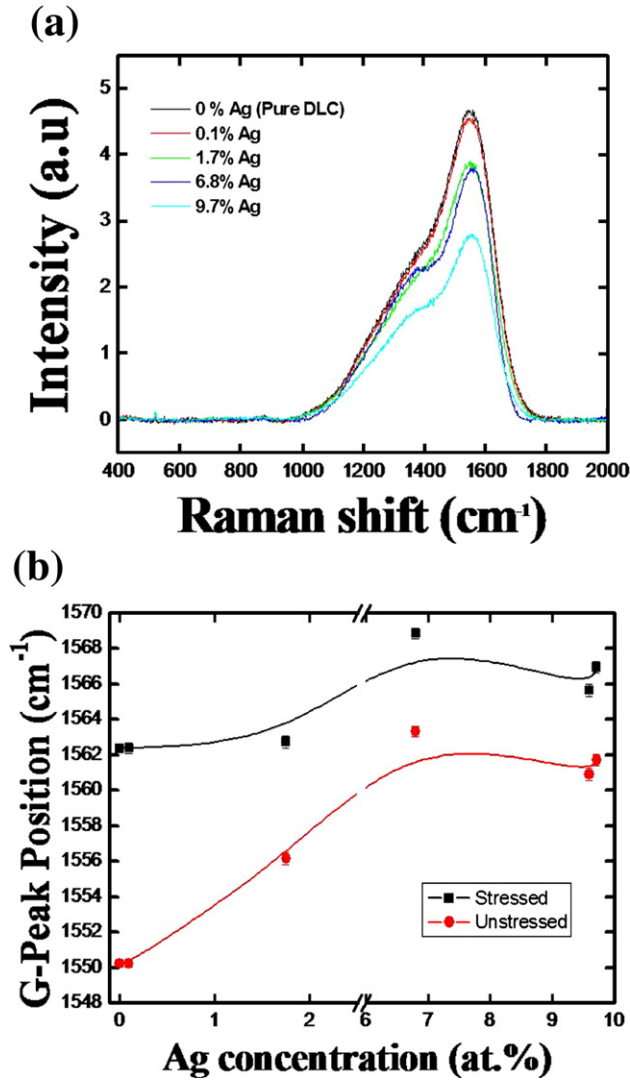 (a)
Intensity (a.u)
5
4
3
2
1
0
0 % Ag (Pure DLC)
0.1% Ag
1.7% Ag
6.8% Ag
9.7% Ag
400 600 800 1000 1200 1400 1600 1800 2000
Raman shift (cm-1)
(b)
G-Peak Position (cm-1)
1570
1568
1566
1564
1562
1560
1558
1556
1554
1552
1550
1548
Stressed
Unstressed
0 1 2 6 7 8 9 10
Ag concentration (at.%)